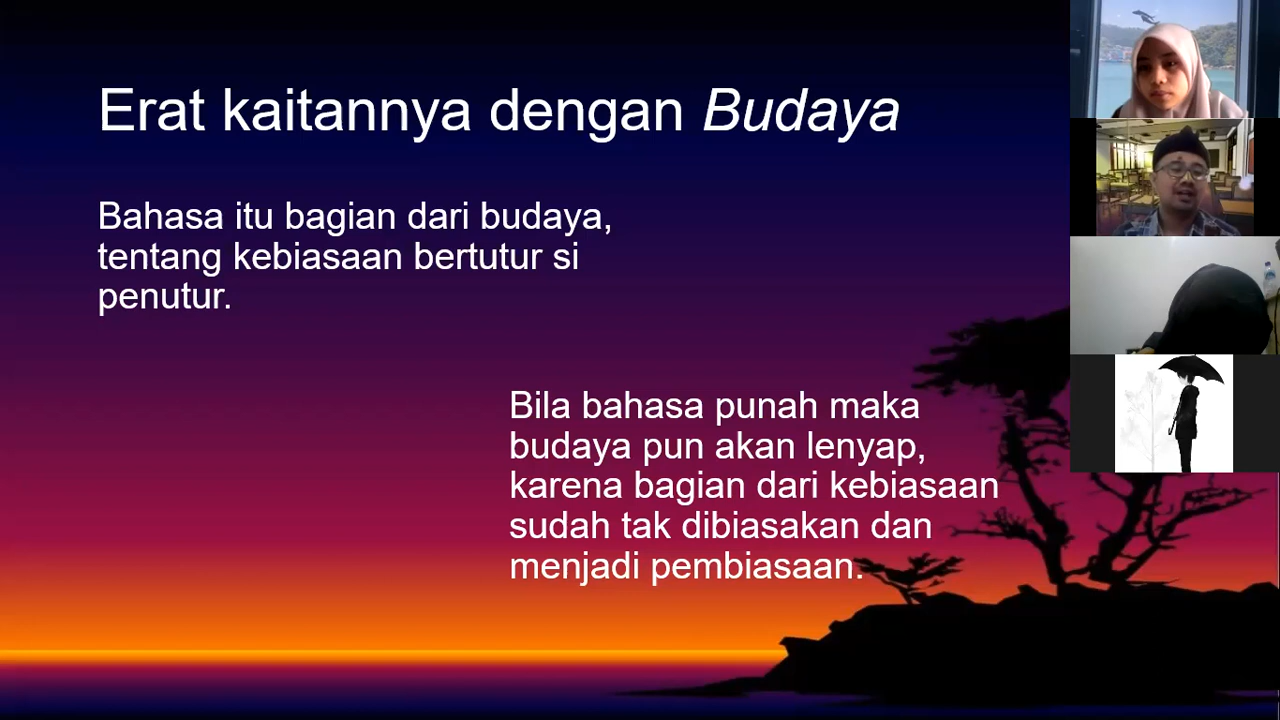 Erat kaitannya dengan Budaya
Bahasa itu bagian dari budaya,
tentang kebiasaan bertutur si
penutur.
Bila bahasa punah maka
budaya pun akan lenyap,
karena bagian dari kebiasaan
sudah tak dibiasakan dan
menjadi pembiasaan.